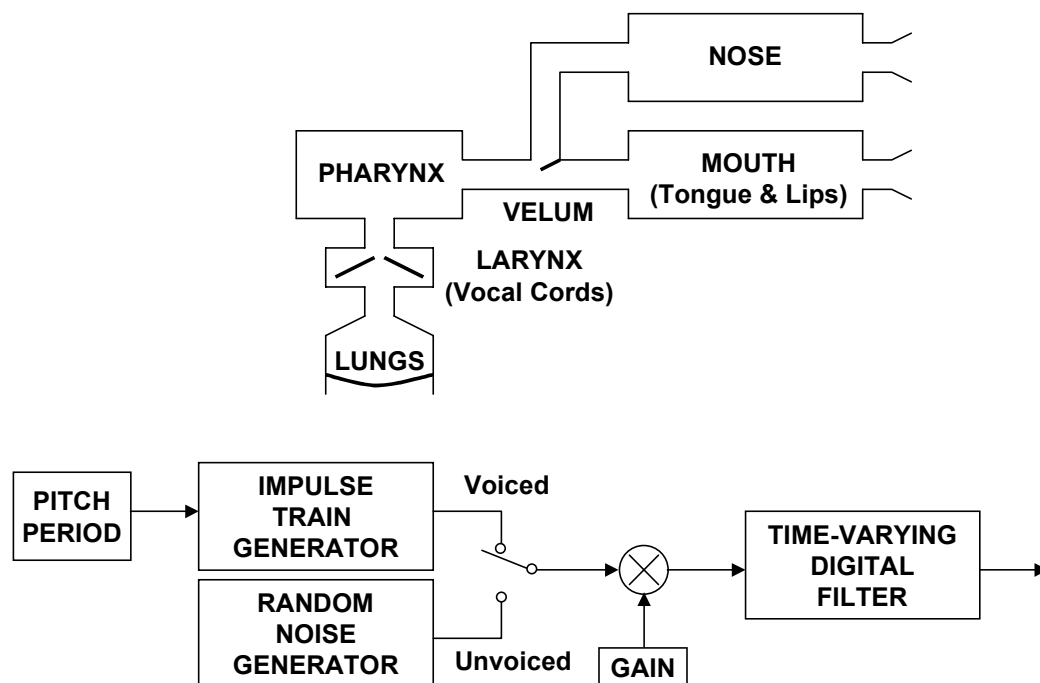 NOSE
PHARYNX
MOUTH
(Tongue & Lips)
VELUM
LARYNX
(Vocal Cords)
LUNGS
PITCH
PERIOD
IMPULSE
TRAIN
GENERATOR
Voiced
RANDOM
NOISE
GENERATOR
Unvoiced
GAIN
TIME-VARYING
DIGITAL
FILTER